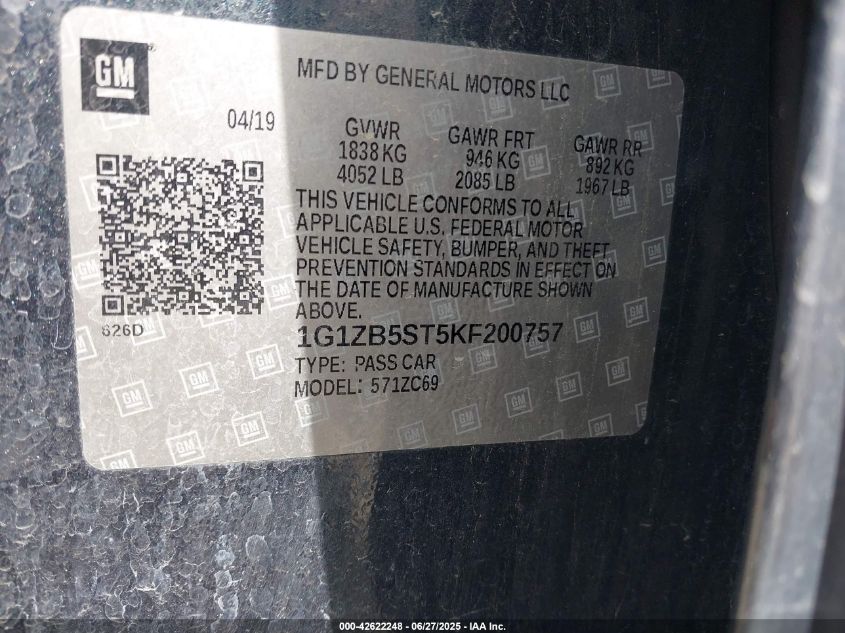 GM
MFD BY GENERAL MOTORS LLC
04/19
GVWR
1838 KG
4052 LB
GAWR FRT
946 KG
2085 LB
GAWR RR
892 KG
1967 LB
THIS VEHICLE CONFORMS TO ALL
APPLICABLE U.S. FEDERAL MOTOR
VEHICLE SAFETY, BUMPER, AND THEFT
PREVENTION STANDARDS IN EFFECT ON
THE DATE OF MANUFACTURE SHOWN
ABOVE.
626D
1G1ZB5ST5KF200757
TYPE: PASS CAR
MODEL: 571ZC69
000-42622248 - 06/27/2025 - IAA Inc.